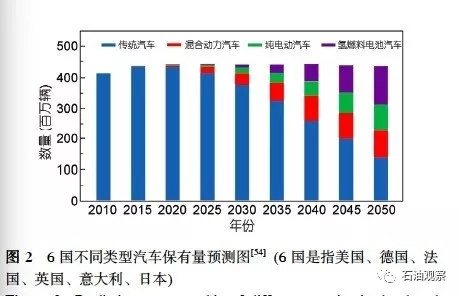 500
400
300
200
100
0
数量(百万辆)
传统汽车 混合动力汽车 纯电动汽车 氢燃料电池汽车
2010 2015 2020 2025 2030 2035 2040 2045 2050
年份
图 2 6 国不同类型汽车保有量预测图[54] (6 国是指美国、德国、法
国、英国、意大利、日本)
石油观察